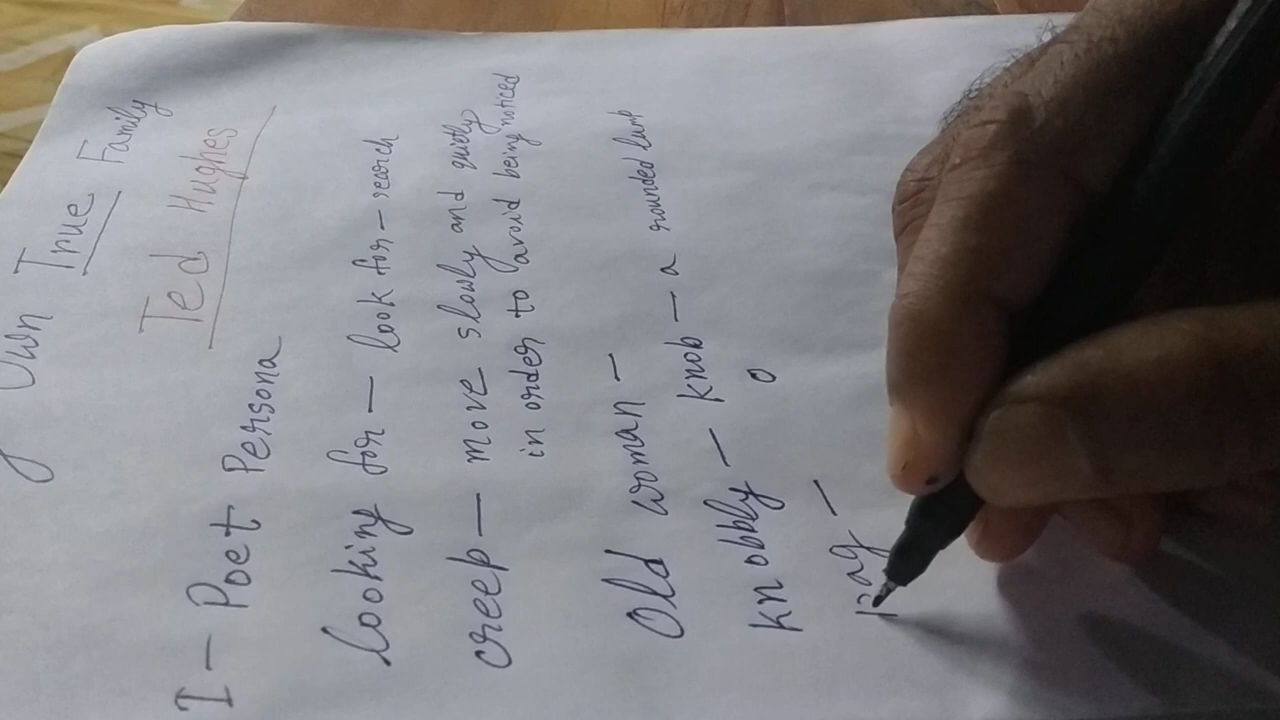 Own True Family
Ted Hughes
I - Poet Persona
looking for - look for - search
creep - move slowly and quietly
in order to avoid being noticed
Old woman -
knobbly - knob - a rounded lump
o
rag -